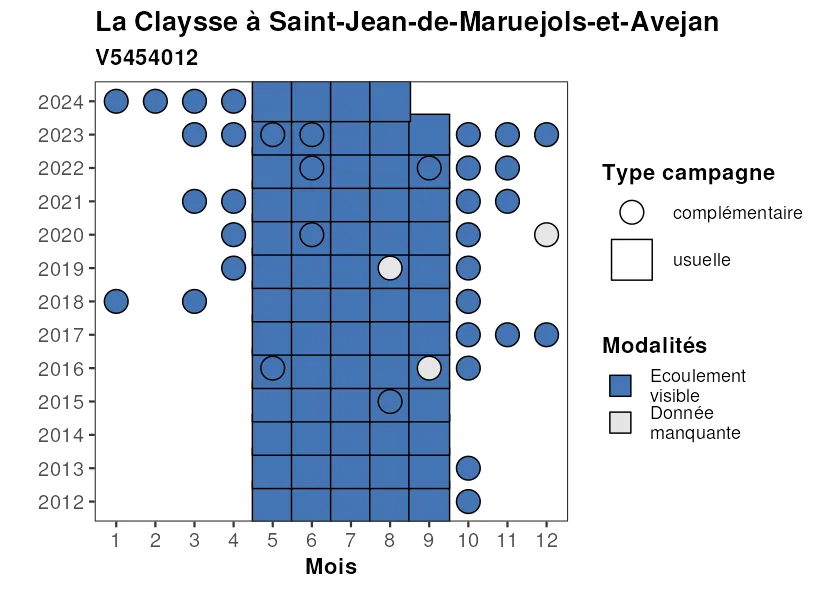 La Claysse à Saint-Jean-de-Maruejols-et-Avejan
V5454012
2024
2023
2022
2021
2020
2019
2018
2017
2016
2015
2014
2013
2012
1 2 3 4 5 6 7 8 9 10 11 12
Mois
Type campagne
complémentaire
usuelle
Modalités
Ecoulement
visible
Donnée
manquante